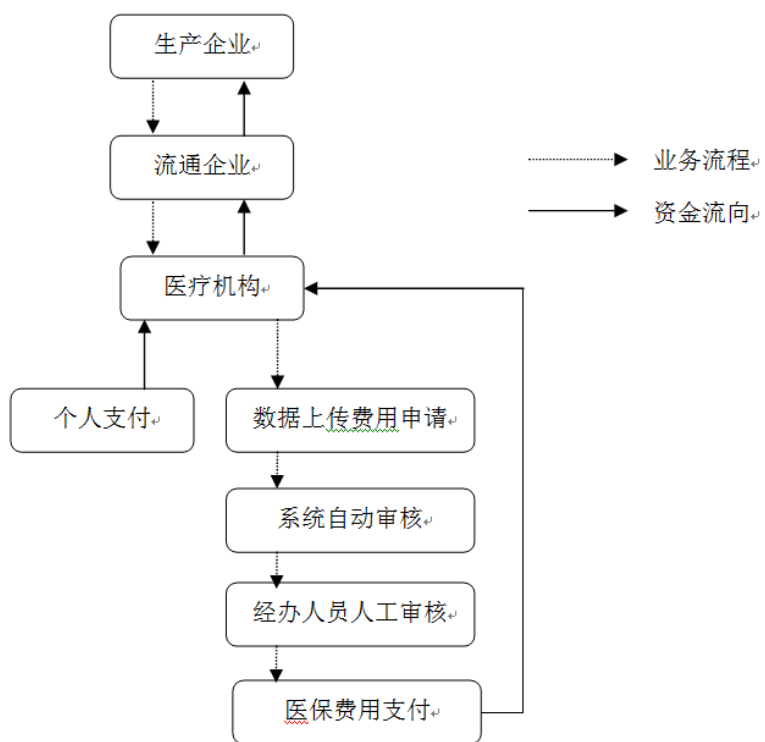 生产企业
流通企业
业务流程
资金流向
医疗机构
个人支付
数据上传费用申请
系统自动审核
经办人员人工审核
医保费用支付